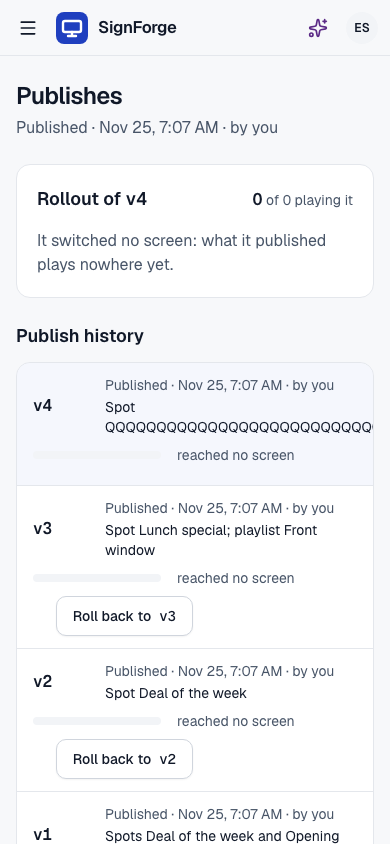 SignForge
ES
Publishes
Published · Nov 25, 7:07 AM · by you
Rollout of v4
0 of 0 playing it
It switched no screen: what it published
plays nowhere yet.
Publish history
Published · Nov 25, 7:07 AM · by you
v4
Spot
reached no screen
Published · Nov 25, 7:07 AM · by you
v3
Spot Lunch special; playlist Front
window
reached no screen
Roll back to v3
Published · Nov 25, 7:07 AM · by you
v2
Spot Deal of the week
reached no screen
Roll back to v2
Published · Nov 25, 7:07 AM · by you
v1
Spots Deal of the week and Opening